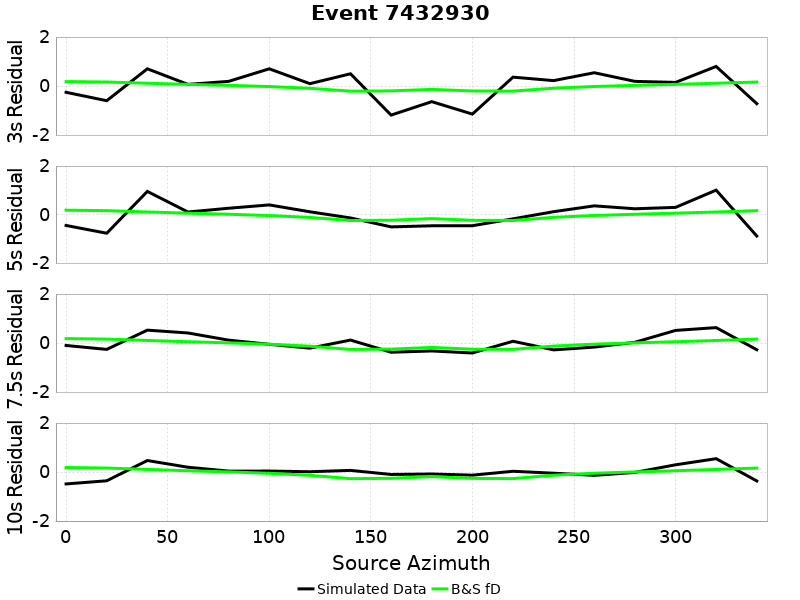 Event 7432930
3s Residual
2
0
-2
5s Residual
2
0
-2
7.5s Residual
2
0
-2
10s Residual
2
0
-2
0 50 100 150 200 250 300
Source Azimuth
Simulated Data B&S fD